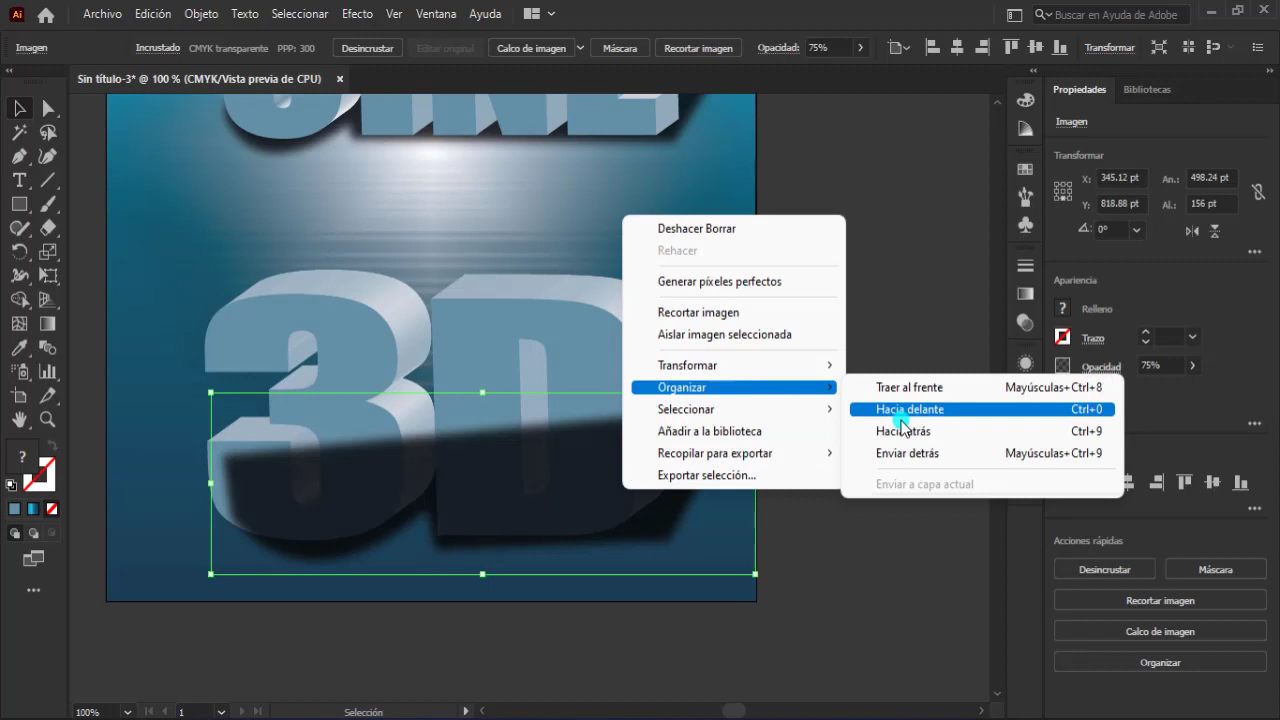 Ai
Archivo Edición Objeto Texto Seleccionar Efecto Ver Ventana Ayuda
Buscar en Ayuda de Adobe
Imagen Incrustado CMYK transparente PPP: 300 Desincrustar Editar original Calco de imagen Máscara Recortar imagen Opacidad: 75% Transformar
Sin título-3* @ 100 % (CMYK/Vista previa de CPU) ×
Propiedades Bibliotecas
Imagen
Transformar
X: 345.12 pt An.: 498.24 pt
Y: 818.88 pt Al.: 156 pt
0°
Apariencia
? Relleno
Trazo
Opacidad 75%
3D
Deshacer Borrar
Rehacer
Generar píxeles perfectos
Recortar imagen
Aislar imagen seleccionada
Transformar
Organizar
Seleccionar
Añadir a la biblioteca
Recopilar para exportar
Exportar selección...
Traer al frente Mayúsculas+Ctrl+8
Hacia delante Ctrl+0
Hacia atrás Ctrl+9
Enviar detrás Mayúsculas+Ctrl+9
Enviar a capa actual
?
Acciones rápidas
Desincrustar Máscara
Recortar imagen
Calco de imagen
Organizar
100% 1 Selección